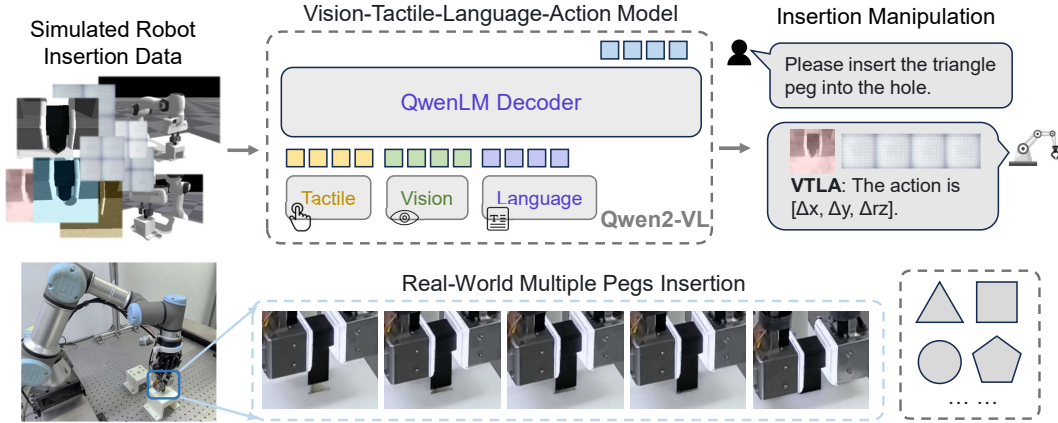 Simulated Robot
Insertion Data
Vision-Tactile-Language-Action Model
QwenLM Decoder
Tactile
Vision
Language
Qwen2-VL
Insertion Manipulation
Please insert the triangle
peg into the hole.
VTLA: The action is
[Δx, Δy, Δrz].
Real-World Multiple Pegs Insertion
... ...